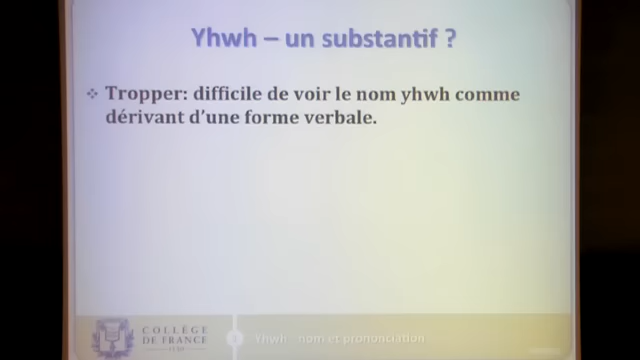 Yhwh – un substantif ?
❖ Tropper: difficile de voir le nom yhwh comme
dérivant d'une forme verbale.
COLLÈGE
DE FRANCE
Yhwh – nom et prononciation